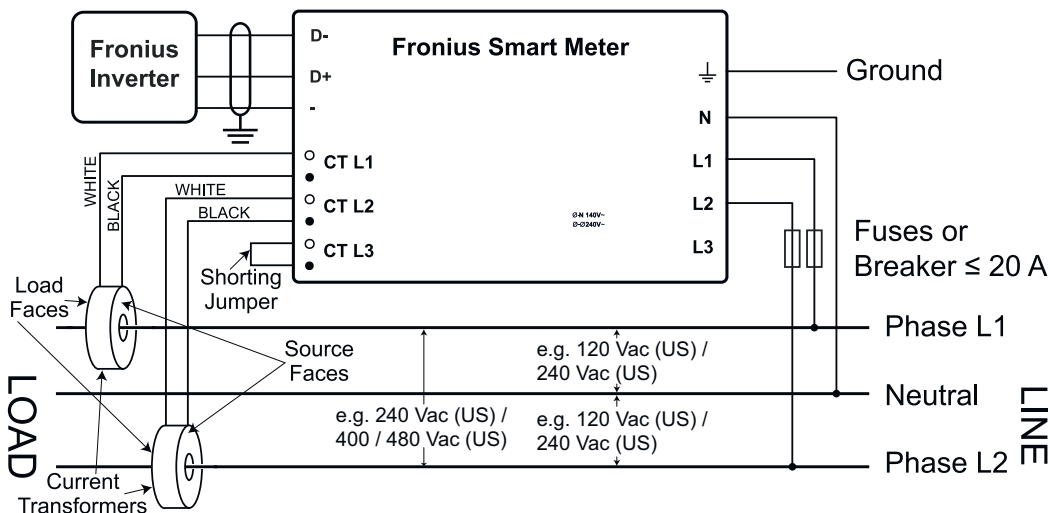 Fronius
Inverter
D-
D+
-
Fronius Smart Meter
Ground
N
L1
L2
L3
CT L1
CT L2
CT L3
WHITE
BLACK
WHITE
BLACK
Ø-N 140V~
Ø-Ø240V~
Shorting
Jumper
Fuses or
Breaker ≤ 20 A
Load
Faces
Source
Faces
Phase L1
e.g. 120 Vac (US) /
240 Vac (US)
Neutral
e.g. 240 Vac (US) /
400 / 480 Vac (US)
e.g. 120 Vac (US) /
240 Vac (US)
Phase L2
LOAD
LINE
Current
Transformers